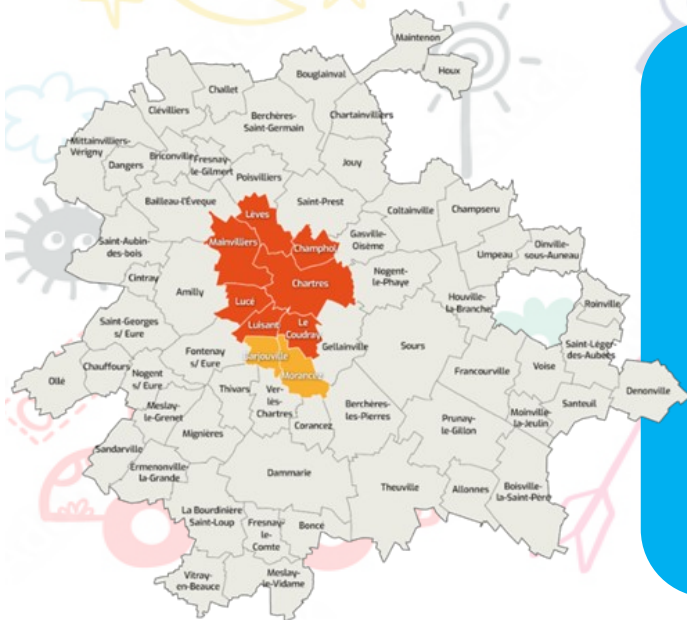 Maintenon
Houx
Bouglainval
Challet
Clévilliers
Berchères-
Saint-Germain
Chartainvilliers
Mittainvilliers-
Vérigny
Dangers
Briconville
Fresnay-
le-Gilmert
Jouy
Poisvilliers
Bailleau-l'Éveque
Saint-Prest
Coltainville
Champseru
Lèves
Mainvilliers
Champhol
Gasville-
Oisème
Saint-Aubin-
des-bois
Umpeau
Oinville-
sous-Auneau
Cintray
Amilly
Chartres
Nogent-
le-Phaye
Houville-
la-Branche
Roinville
Lucé
Saint-Georges
s/ Eure
Luisant
Le
Coudray
Gellainville
Sours
Saint-Léger-
des-Aubées
Fontenay
s/ Eure
Barjouville
Morancez
Ollé
Chauffours
Nogent
s/ Eure
Thivars
Ver-
lès-
Chartres
Francourville
Voise
Denonville
Meslay-
le-Grenet
Mignières
Corancez
Berchères-
les-Pierres
Prunay-
le-Gillon
Moinville-
la-Jeulin
Santeuil
Sandarville
Ermenonville-
la-Grande
Dammarie
Theuville
Allonnes
Boisville-
la-Saint-Père
La Bourdinière
Saint-Loup
Fresnay-
le-
Comte
Boncé
Vitray-
en-Beauce
Meslay-
le-Vidame